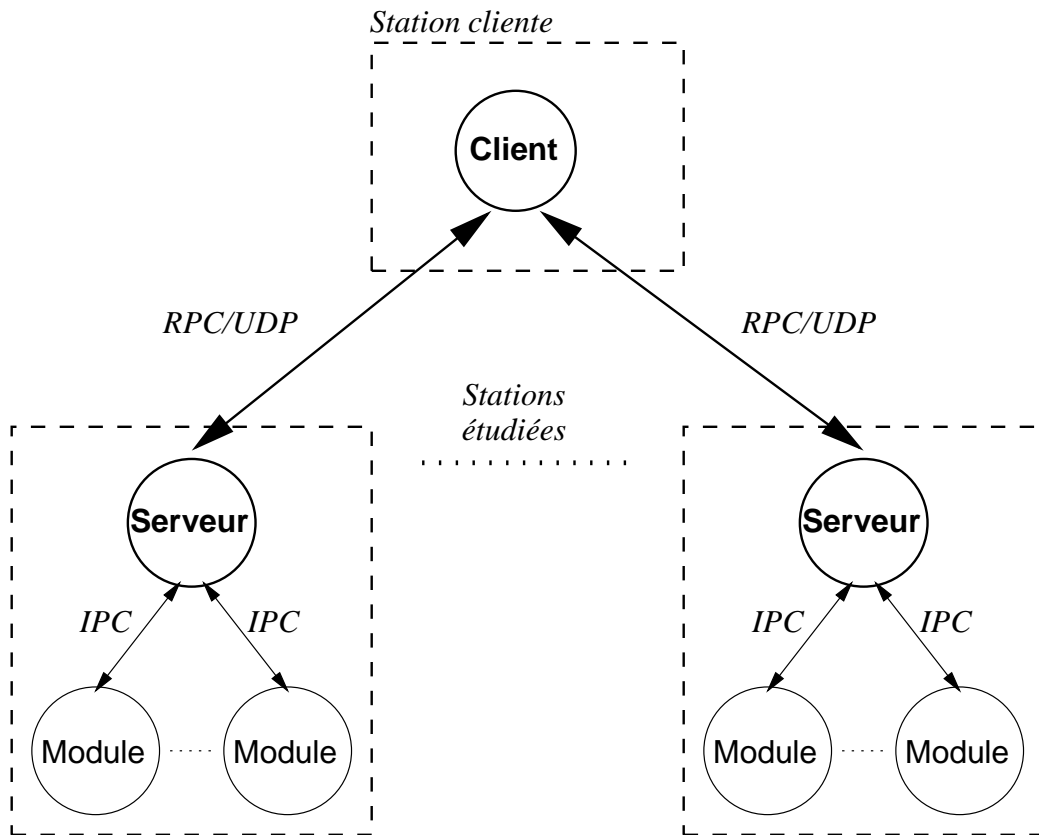 Station cliente
Client
RPC/UDP
RPC/UDP
Stations
étudiées
Serveur
Serveur
IPC
IPC
IPC
IPC
Module
Module
Module
Module